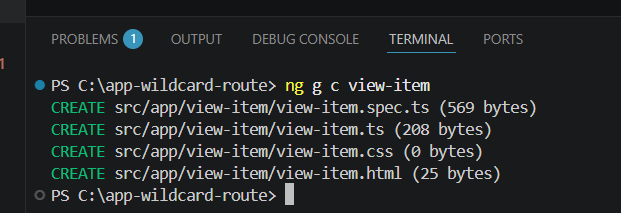 PROBLEMS 1 OUTPUT DEBUG CONSOLE TERMINAL PORTS
1
PS C:\app-wildcard-route> ng g c view-item
CREATE src/app/view-item/view-item.spec.ts (569 bytes)
CREATE src/app/view-item/view-item.ts (208 bytes)
CREATE src/app/view-item/view-item.css (0 bytes)
CREATE src/app/view-item/view-item.html (25 bytes)
PS C:\app-wildcard-route>